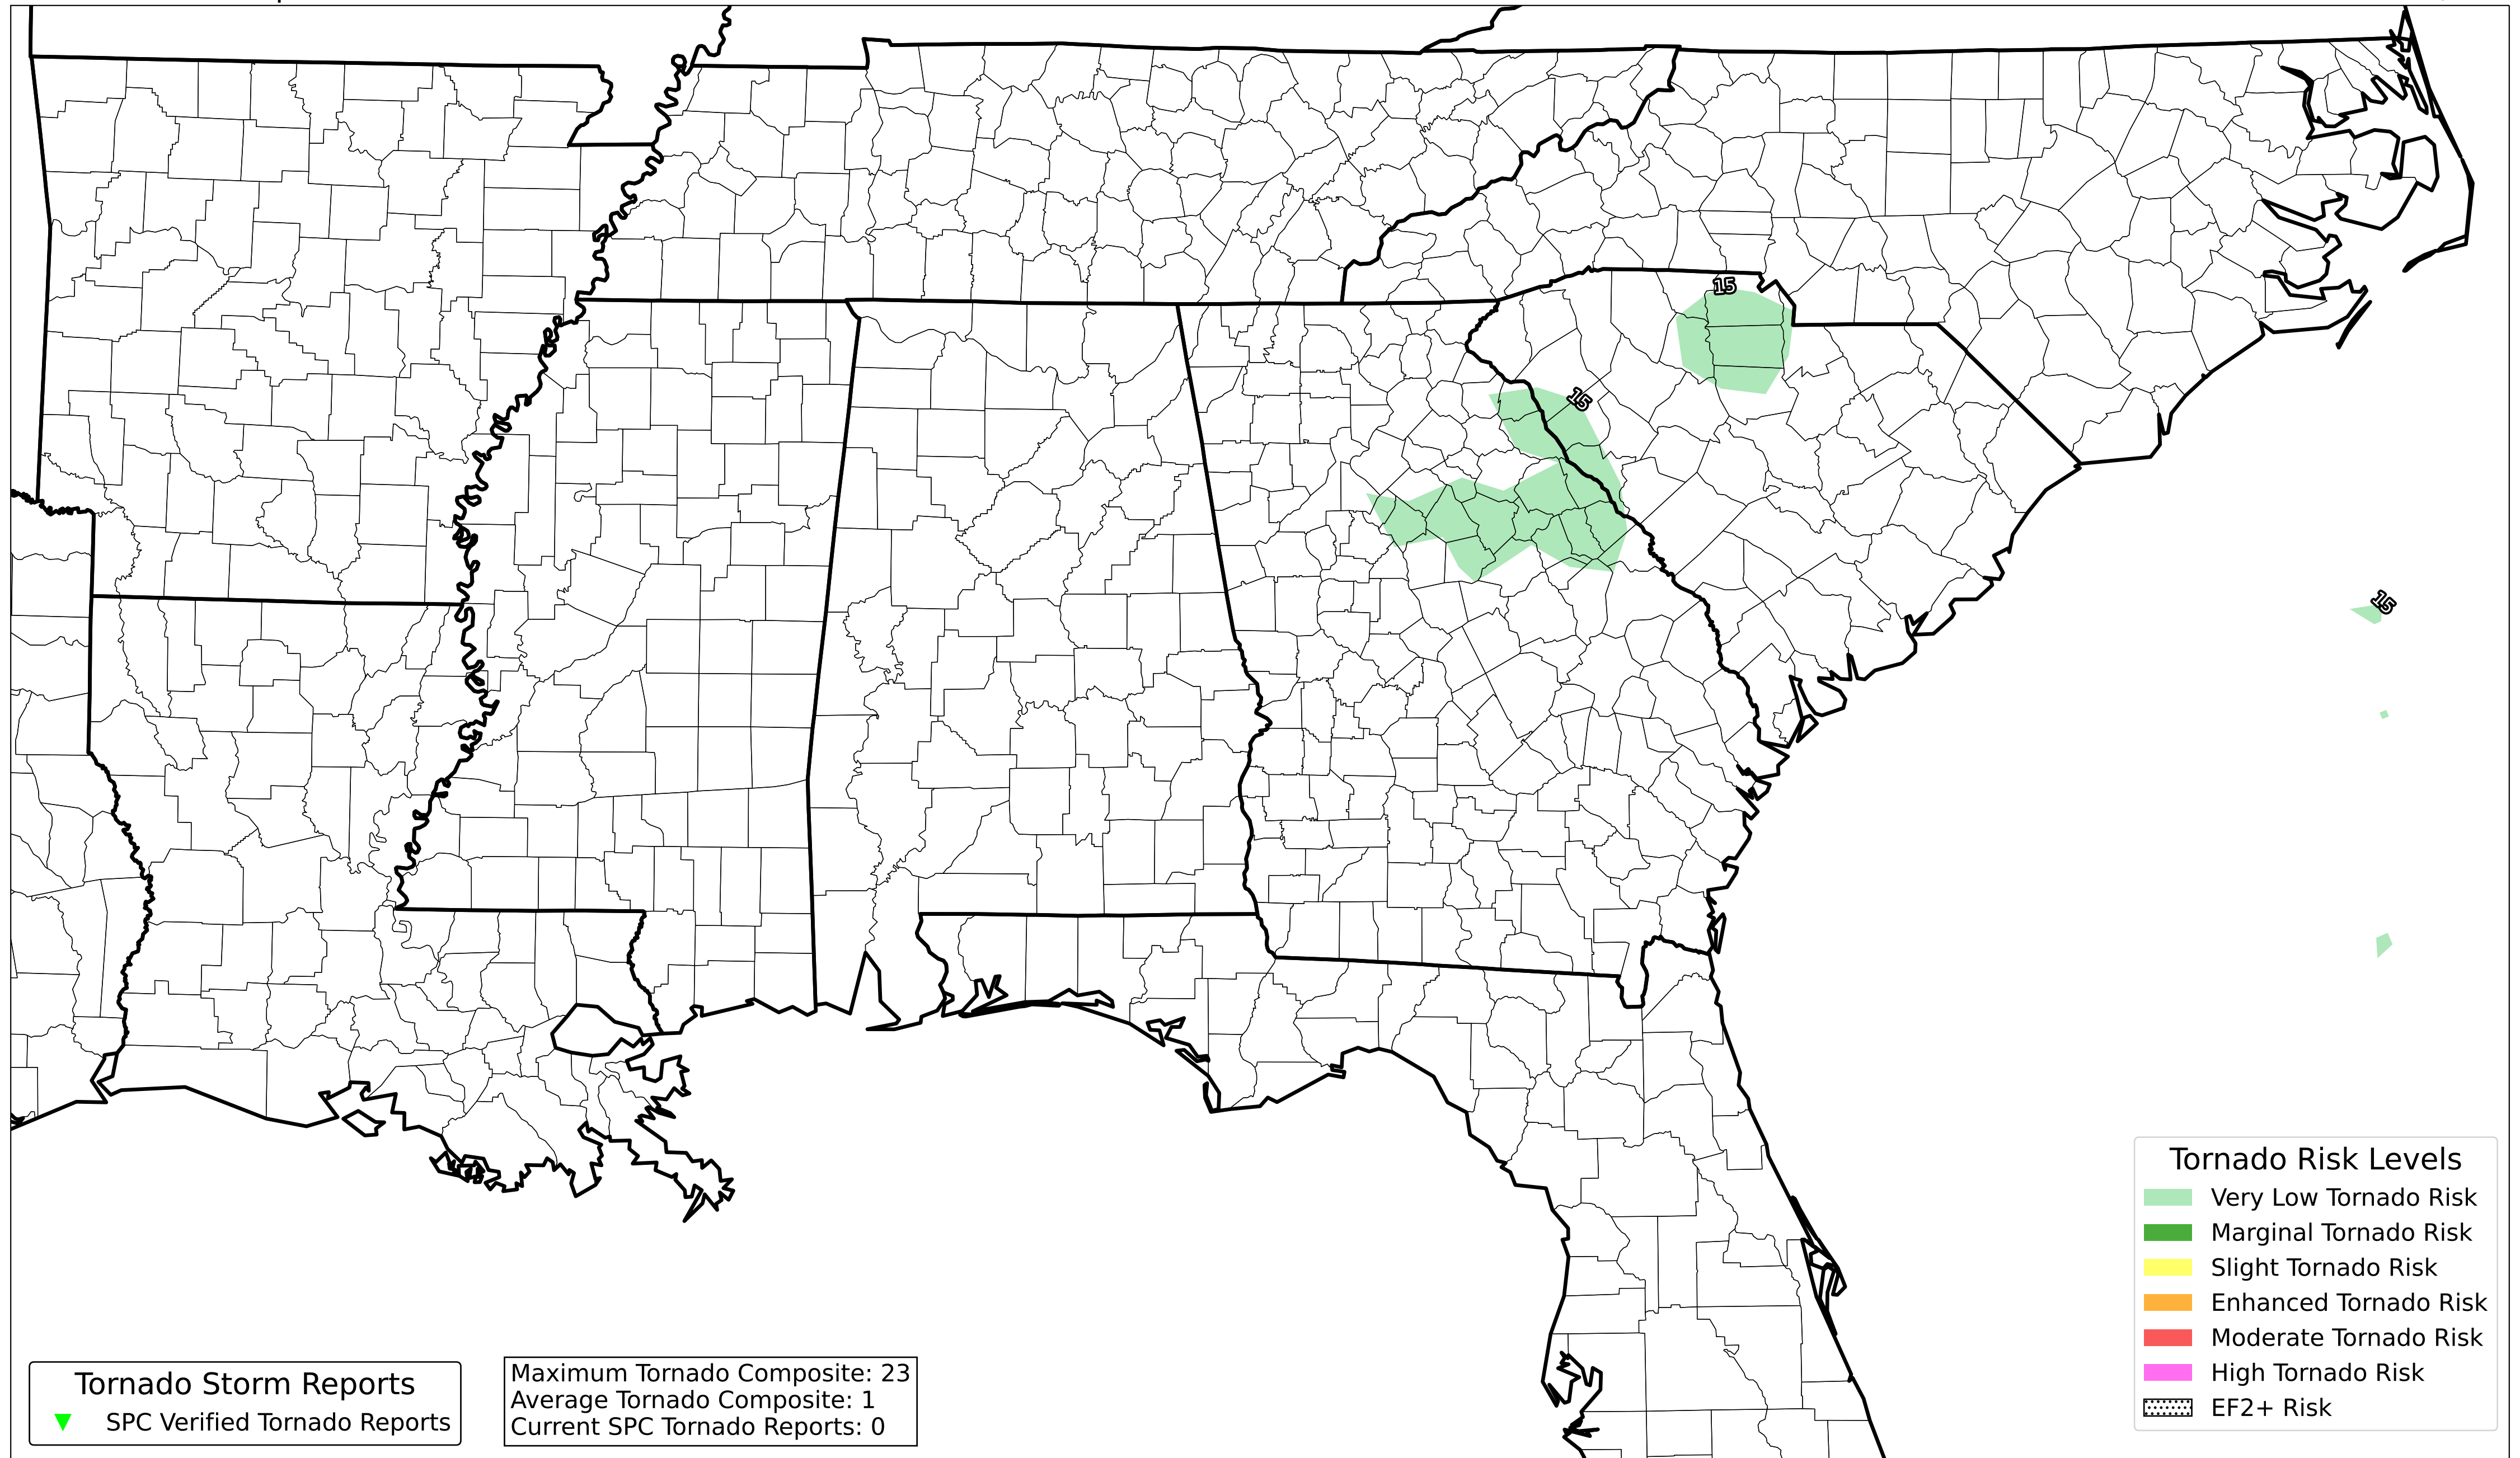 15
15
15
Tornado Risk Levels
Very Low Tornado Risk
Marginal Tornado Risk
Slight Tornado Risk
Enhanced Tornado Risk
Moderate Tornado Risk
High Tornado Risk
EF2+ Risk
Tornado Storm Reports
SPC Verified Tornado Reports
Maximum Tornado Composite: 23
Average Tornado Composite: 1
Current SPC Tornado Reports: 0